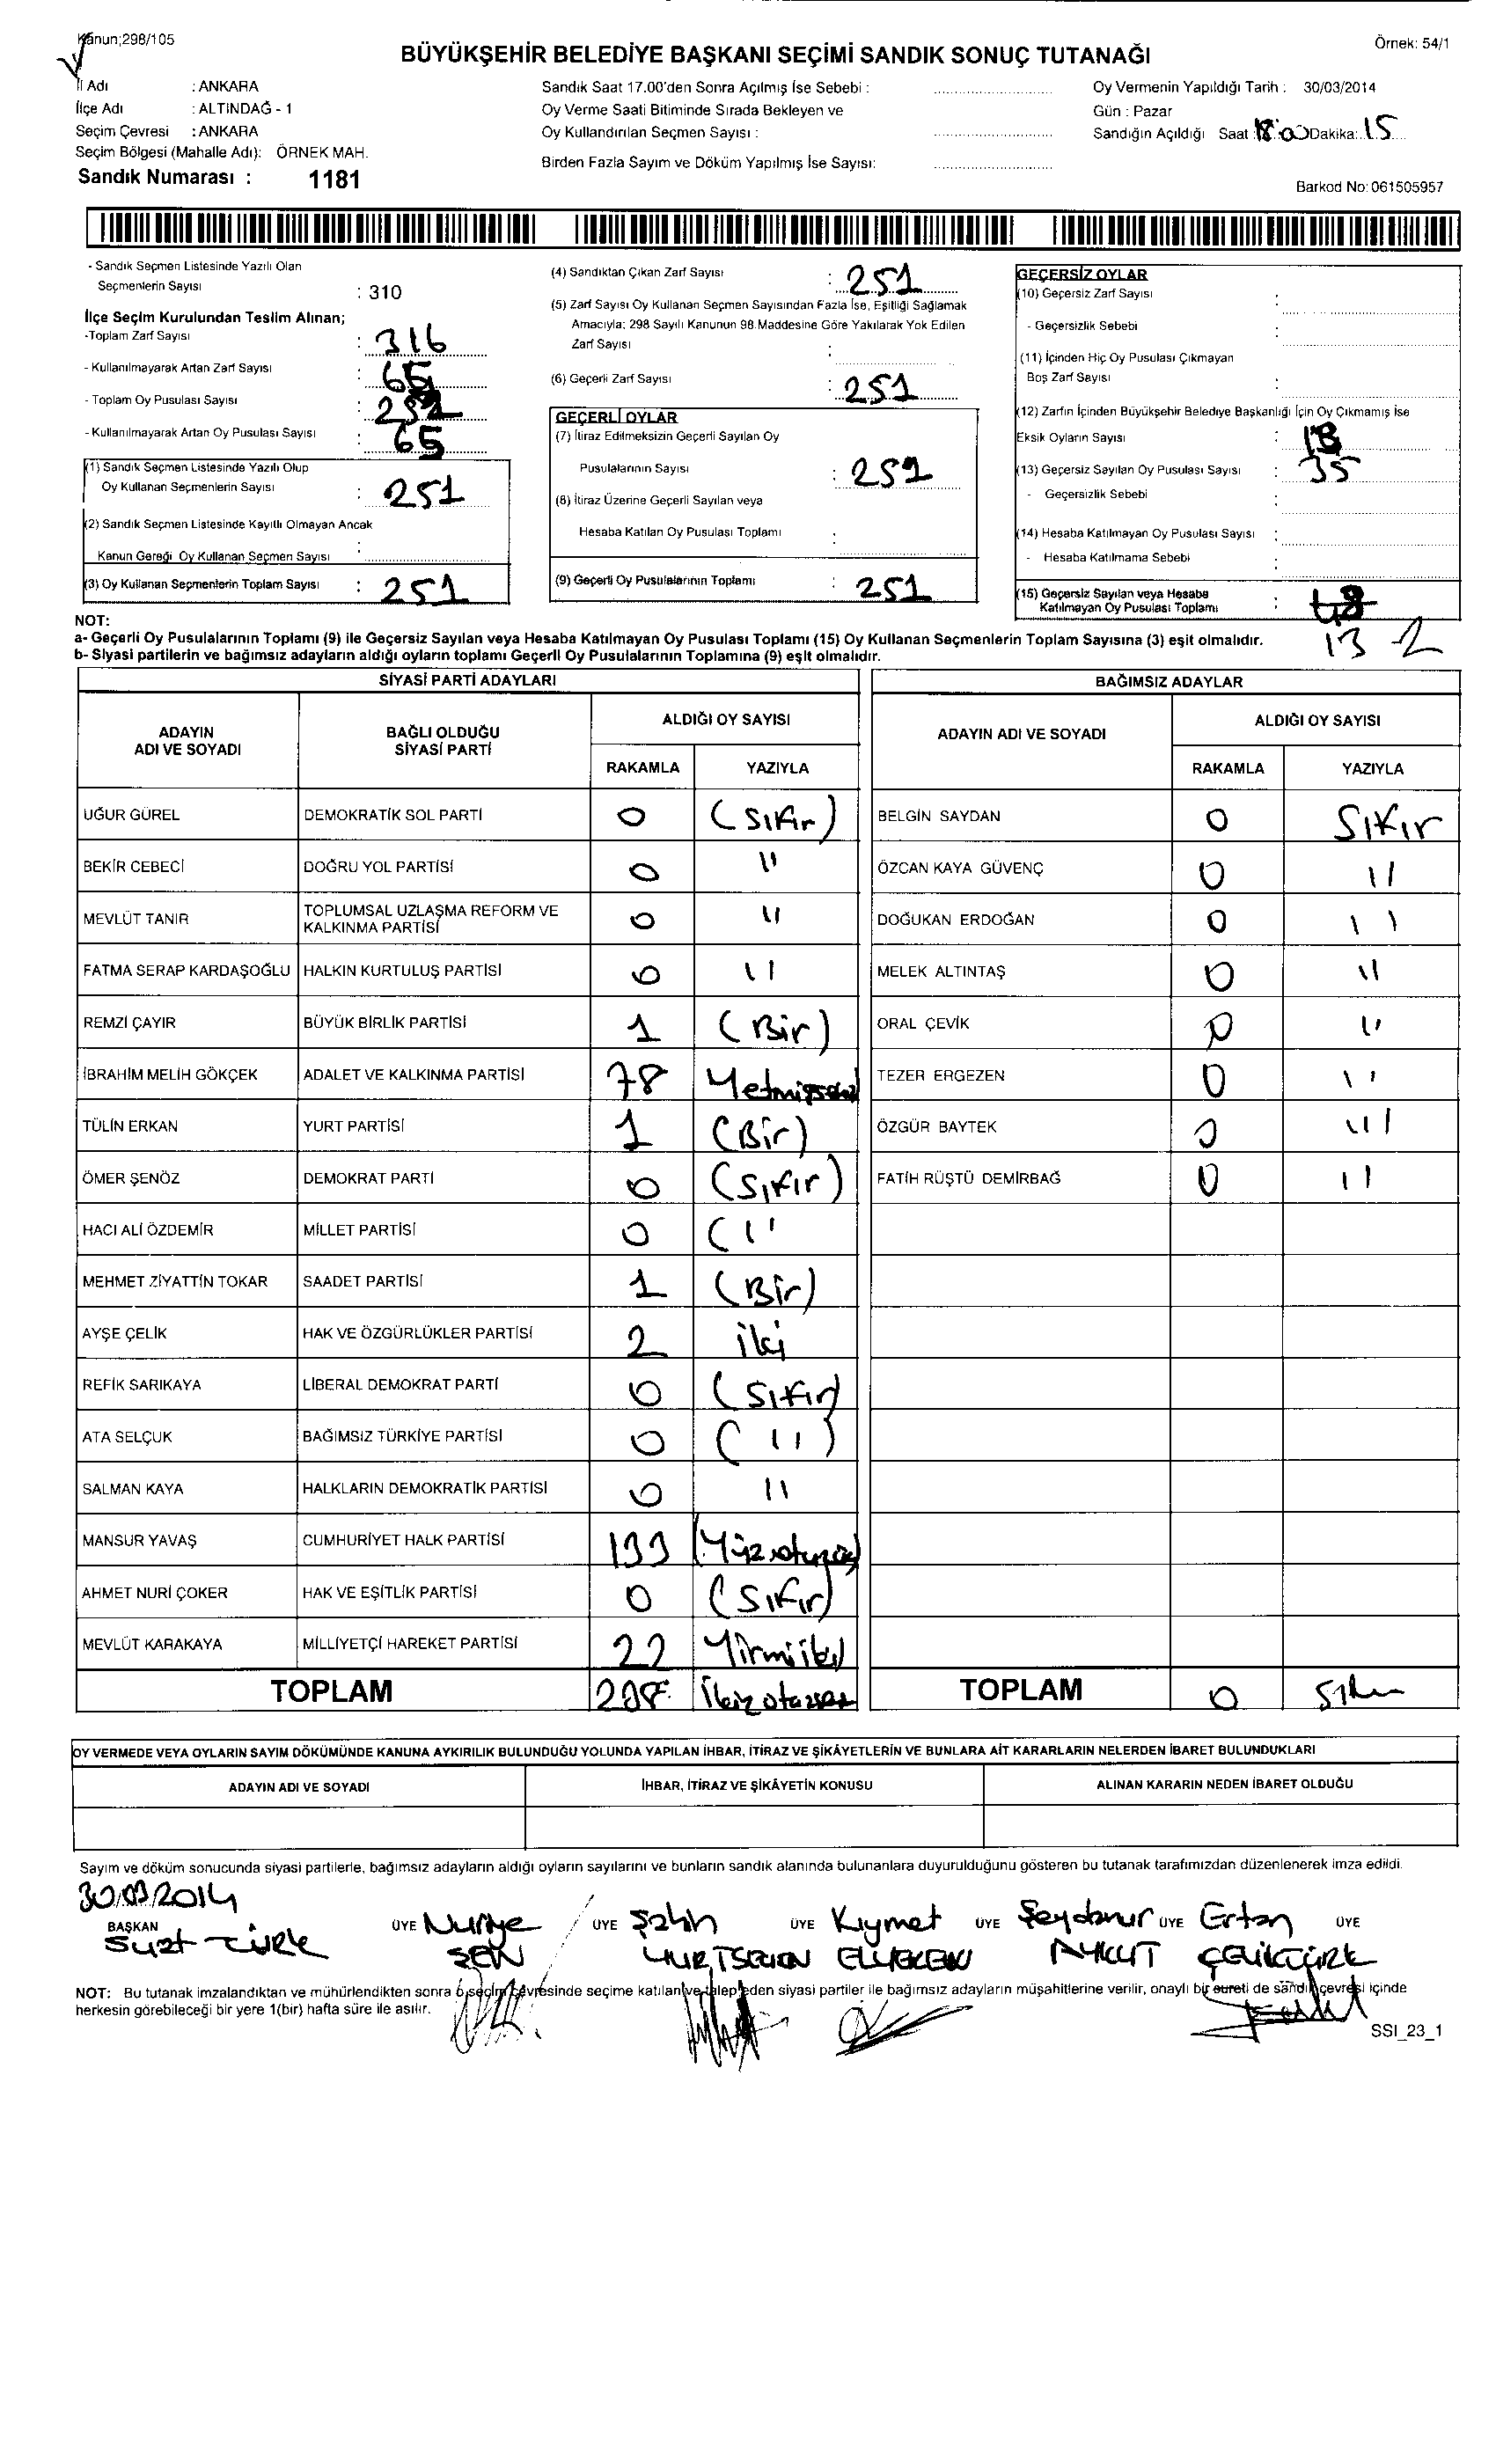 Kanun;298/105
Örnek: 54/1
BÜYÜKŞEHİR BELEDİYE BAŞKANI SEÇİMİ SANDIK SONUÇ TUTANAĞI
İl Adı : ANKARA
İlçe Adı : ALTINDAĞ - 1
Seçim Çevresi : ANKARA
Seçim Bölgesi (Mahalle Adı): ÖRNEK MAH.
Sandık Numarası : 1181
Sandık Saat 17.00'den Sonra Açılmış İse Sebebi :
Oy Verme Saati Bitiminde Sırada Bekleyen ve
Oy Kullandırılan Seçmen Sayısı :
Birden Fazla Sayım ve Döküm Yapılmış İse Sayısı:
Oy Vermenin Yapıldığı Tarih : 30/03/2014
Gün : Pazar
Sandığın Açıldığı Saat : 18:00 Dakika: 15
Barkod No: 061505957
- Sandık Seçmen Listesinde Yazılı Olan
Seçmenlerin Sayısı : 310
İlçe Seçim Kurulundan Teslim Alınan;
-Toplam Zarf Sayısı : 316
- Kullanılmayarak Artan Zarf Sayısı : 65
- Toplam Oy Pusulası Sayısı :
- Kullanılmayarak Artan Oy Pusulası Sayısı : 65
(1) Sandık Seçmen Listesinde Yazılı Olup
Oy Kullanan Seçmenlerin Sayısı : 251
(2) Sandık Seçmen Listesinde Kayıtlı Olmayan Ancak
Kanun Gereği Oy Kullanan Seçmen Sayısı :
(3) Oy Kullanan Seçmenlerin Toplam Sayısı : 251
(4) Sandıktan Çıkan Zarf Sayısı : 251
(5) Zarf Sayısı Oy Kullanan Seçmen Sayısından Fazla İse, Eşitliği Sağlamak
Amacıyla; 298 Sayılı Kanunun 98.Maddesine Göre Yakılarak Yok Edilen
Zarf Sayısı :
(6) Geçerli Zarf Sayısı : 251
GEÇERLİ OYLAR
(7) İtiraz Edilmeksizin Geçerli Sayılan Oy
Pusulalarının Sayısı : 251
(8) İtiraz Üzerine Geçerli Sayılan veya
Hesaba Katılan Oy Pusulası Toplamı :
(9) Geçerli Oy Pusulalarının Toplamı : 251
GEÇERSİZ OYLAR
(10) Geçersiz Zarf Sayısı :
- Geçersizlik Sebebi
(11) İçinden Hiç Oy Pusulası Çıkmayan
Boş Zarf Sayısı :
(12) Zarfın İçinden Büyükşehir Belediye Başkanlığı İçin Oy Çıkmamış İse
Eksik Oyların Sayısı : 13
(13) Geçersiz Sayılan Oy Pusulası Sayısı : 35
- Geçersizlik Sebebi :
(14) Hesaba Katılmayan Oy Pusulası Sayısı :
- Hesaba Katılmama Sebebi :
(15) Geçersiz Sayılan veya Hesaba
Katılmayan Oy Pusulası Toplamı :
13 2
NOT:
a- Geçerli Oy Pusulalarının Toplamı (9) ile Geçersiz Sayılan veya Hesaba Katılmayan Oy Pusulası Toplamı (15) Oy Kullanan Seçmenlerin Toplam Sayısına (3) eşit olmalıdır.
b- Siyasi partilerin ve bağımsız adayların aldığı oyların toplamı Geçerli Oy Pusulalarının Toplamına (9) eşit olmalıdır.
SİYASİ PARTİ ADAYLARI
ADAYIN ADI VE SOYADI BAĞLI OLDUĞU SİYASİ PARTİ ALDIĞI OY SAYISI
RAKAMLA YAZIYLA
UĞUR GÜREL DEMOKRATİK SOL PARTİ 0 (Sıfır)
BEKİR CEBECİ DOĞRU YOL PARTİSİ 0 "
MEVLÜT TANIR TOPLUMSAL UZLAŞMA REFORM VE KALKINMA PARTİSİ 0 "
FATMA SERAP KARDAŞOĞLU HALKIN KURTULUŞ PARTİSİ 0 "
REMZİ ÇAYIR BÜYÜK BİRLİK PARTİSİ 1 (Bir)
İBRAHİM MELİH GÖKÇEK ADALET VE KALKINMA PARTİSİ 78 Yetmişsekiz
TÜLİN ERKAN YURT PARTİSİ 1 (Bir)
ÖMER ŞENÖZ DEMOKRAT PARTİ 0 (Sıfır)
HACI ALİ ÖZDEMİR MİLLET PARTİSİ 0 ("
MEHMET ZİYATTİN TOKAR SAADET PARTİSİ 1 (Bir)
AYŞE ÇELİK HAK VE ÖZGÜRLÜKLER PARTİSİ 2 iki
REFİK SARIKAYA LİBERAL DEMOKRAT PARTİ 0 (Sıfır)
ATA SELÇUK BAĞIMSIZ TÜRKİYE PARTİSİ 0 (")
SALMAN KAYA HALKLARIN DEMOKRATİK PARTİSİ 0 "
MANSUR YAVAŞ CUMHURİYET HALK PARTİSİ 133 (Yüzotuzüç)
AHMET NURİ ÇOKER HAK VE EŞİTLİK PARTİSİ 0 (Sıfır)
MEVLÜT KARAKAYA MİLLİYETÇİ HAREKET PARTİSİ 22 Yirmiiki
TOPLAM
BAĞIMSIZ ADAYLAR
ADAYIN ADI VE SOYADI ALDIĞI OY SAYISI
RAKAMLA YAZIYLA
BELGİN SAYDAN 0 Sıfır
ÖZCAN KAYA GÜVENÇ 0 "
DOĞUKAN ERDOĞAN 0 "
MELEK ALTINTAŞ 0 "
ORAL ÇEVİK 0 "
TEZER ERGEZEN 0 "
ÖZGÜR BAYTEK 0 "
FATİH RÜŞTÜ DEMİRBAĞ 0 "
TOPLAM 0 Sıfır
OY VERMEDE VEYA OYLARIN SAYIM DÖKÜMÜNDE KANUNA AYKIRILIK BULUNDUĞU YOLUNDA YAPILAN İHBAR, İTİRAZ VE ŞİKÂYETLERİN VE BUNLARA AİT KARARLARIN NELERDEN İBARET BULUNDUKLARI
ADAYIN ADI VE SOYADI İHBAR, İTİRAZ VE ŞİKÂYETİN KONUSU ALINAN KARARIN NEDEN İBARET OLDUĞU
Sayım ve döküm sonucunda siyasi partilerle, bağımsız adayların aldığı oyların sayılarını ve bunların sandık alanında bulunanlara duyurulduğunu gösteren bu tutanak tarafımızdan düzenlenerek imza edildi.
30/03/2014
BAŞKAN ÜYE Nuriye ÜYE Şahin ÜYE Kıymet ÜYE Şeydanur ÜYE Ertan ÜYE
Suat TÜRK ŞEN AYKUT ÇELİKTÜRK
NOT: Bu tutanak imzalandıktan ve mühürlendikten sonra o seçim çevresinde seçime katılan ve talep eden siyasi partiler ile bağımsız adayların müşahitlerine verilir, onaylı bir sureti de sandık çevresi içinde
herkesin görebileceği bir yere 1(bir) hafta süre ile asılır.
SSI_23_1